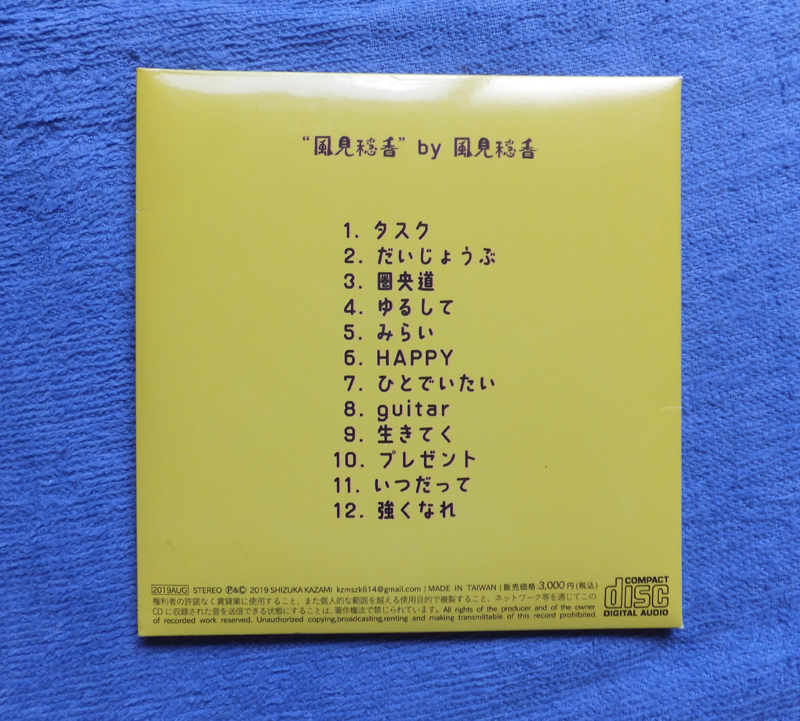 “風見穏香” by 風見穏香
1. タスク
2. だいじょうぶ
3. 圏央道
4. ゆるして
5. みらい
6. HAPPY
7. ひとでいたい
8. guitar
9. 生きてく
10. プレゼント
11. いつだって
12. 強くなれ
2019AUG STEREO Ⓟ&© 2019 SHIZUKA KAZAMI kzmszk614@gmail.com | MADE IN TAIWAN | 販売価格:3,000円(税込)
権利者の許諾なく賃貸業に使用すること、また個人的な範囲を越える使用目的で複製すること、ネットワーク等を通じてこの
CDに収録された音を送信できる状態にすることは、著作権法で禁じられています。All rights of the producer and of the owner
of recorded work reserved. Unauthorized copying,broadcasting,renting and making transmittable of this record prohibited.
COMPACT
disc
DIGITAL AUDIO